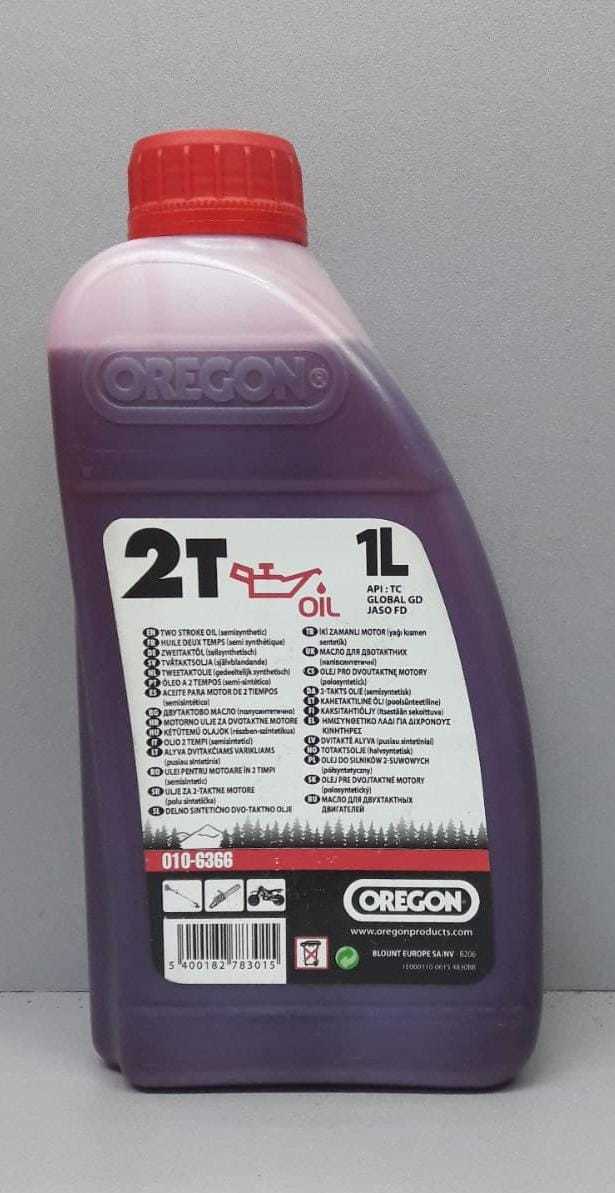 OREGON®
2T
OIL
1L
API : TC
GLOBAL GD
JASO FD
EN TWO STROKE OIL (semisynthetic)
FR HUILE DEUX TEMPS (semi synthétique)
DE ZWEITAKTÖL (teilsynthetisch)
SV TVÅTAKTSOLJA (självblandande)
NL TWEETAKTOLIE (gedeeltelijk synthetisch)
PT ÓLEO A 2 TEMPOS (semi-sintético)
ES ACEITE PARA MOTOR DE 2 TIEMPOS
(semisintético)
BG ДВУТАКТОВО МАСЛО (полусинтетично)
HR MOTORNO ULJE ZA DVOTAKTNE MOTORE
HU KÉTÜTEMŰ OLAJOK (részben-szintetikus)
IT OLIO 2 TEMPI (semisintetici)
LT ALYVA DVITAKČIAMS VARIKLIAMS
(pusiau sintetinis)
RO ULEI PENTRU MOTOARE ÎN 2 TIMPI
(semisintetic)
SR ULJE ZA 2-TAKTNE MOTORE
(polu sintetička)
SL DELNO SINTETIČNO DVO-TAKTNO OLJE
TR İKİ ZAMANLI MOTOR (yağı kısmen
sentetik)
UK МАСЛО ДЛЯ ДВОТАКТНИХ
(напівсинтетичні)
CS OLEJ PRO DVOUTAKTNÉ MOTORY
(polosyntetický)
DA 2-TAKTS OLIE (semisyntetisk)
ET KAHETAKTILINE ÕLI (poolsünteetiline)
FI KAKSITAHTIÖLJY (itsestään sekoittuva)
EL ΗΜΙΣΥΝΘΕΤΙΚΟ ΛΑΔΙ ΓΙΑ ΔΙΧΡΟΝΟΥΣ
ΚΙΝΗΤΗΡΕΣ
LV DVITAKTĒ ALYVA (pusiau sintetiniai)
NO TOTAKTSOLJE (halvsyntetisk)
PL OLEJ DO SILNIKÓW 2-SUWOWYCH
(półsyntetyczny)
SK OLEJ PRE DVOJTAKTNÉ MOTORY
(polosyntetický)
RU МАСЛО ДЛЯ ДВУХТАКТНЫХ
ДВИГАТЕЛЕЙ
010-6366
OREGON
www.oregonproducts.com
BLOUNT EUROPE SA/NV - B206
5 400182 783015